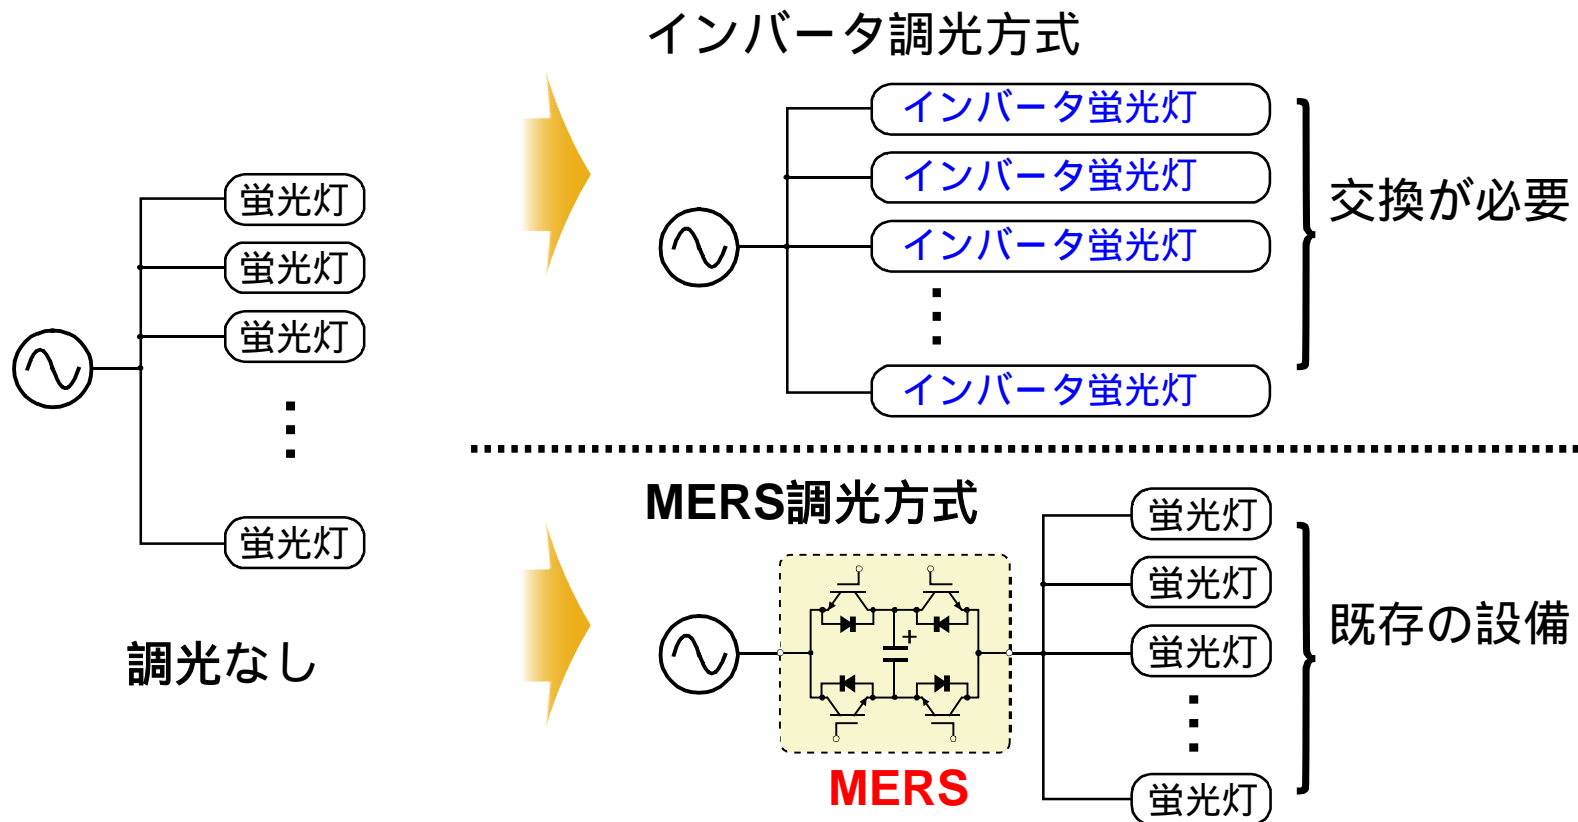 蛍光灯
蛍光灯
蛍光灯
蛍光灯
調光なし
インバータ調光方式
インバータ蛍光灯
インバータ蛍光灯
インバータ蛍光灯
インバータ蛍光灯
交換が必要
MERS調光方式
+
MERS
蛍光灯
蛍光灯
蛍光灯
蛍光灯
既存の設備